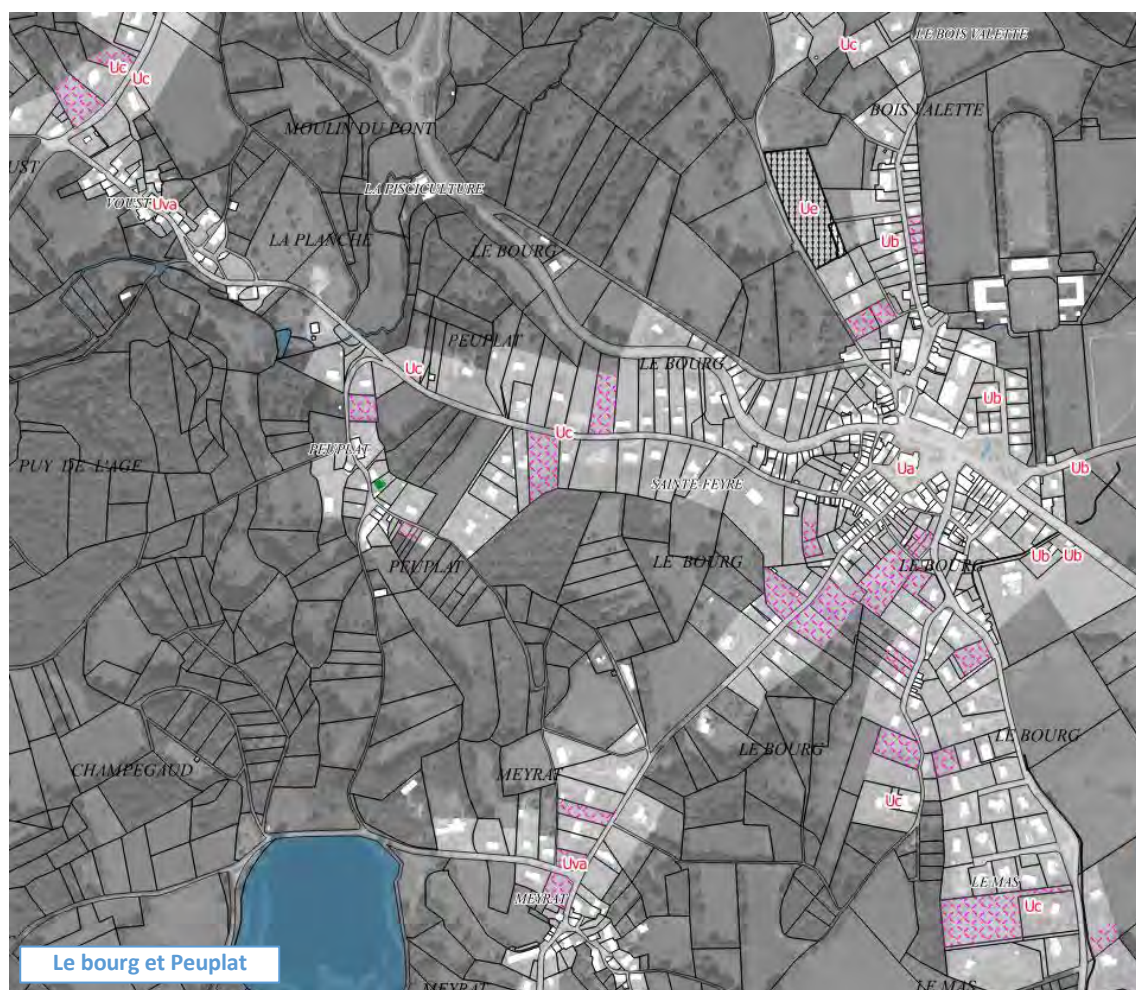 LE BOIS VALETTE
Uc
Uc
Uc
BOIS VALETTE
MOULIN DU PONT
LA PISCICULTURE
VOUST
Uva
Ue
LA PLANCHE
LE BOURG
Ub
PEUPLAT
LE BOURG
Uc
Ub
Uc
PEUPLAT
PUY DE L'AGE
Ua
Ub
SAINTE-FEYRE
LE BOURG
Ub
Ub
LE BOURG
PEUPLAT
LE BOURG
LE BOURG
CHAMPEGAUD
MEYRAT
Uc
Uva
LE MAS
MEYRAT
Uc
Le bourg et Peuplat
MEYRAT
LE MAS